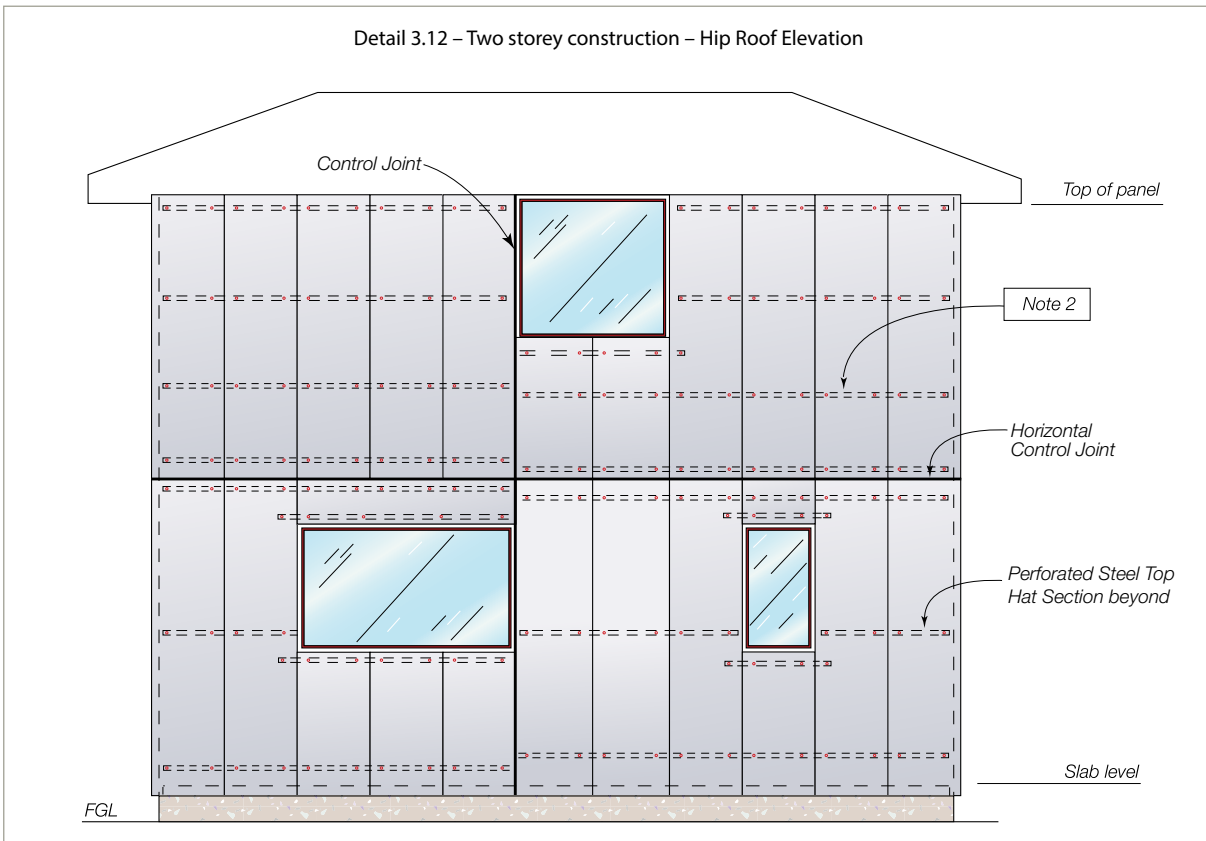 Detail 3.12 – Two storey construction – Hip Roof Elevation
Control Joint
Top of panel
Note 2
Horizontal
Control Joint
Perforated Steel Top
Hat Section beyond
Slab level
FGL